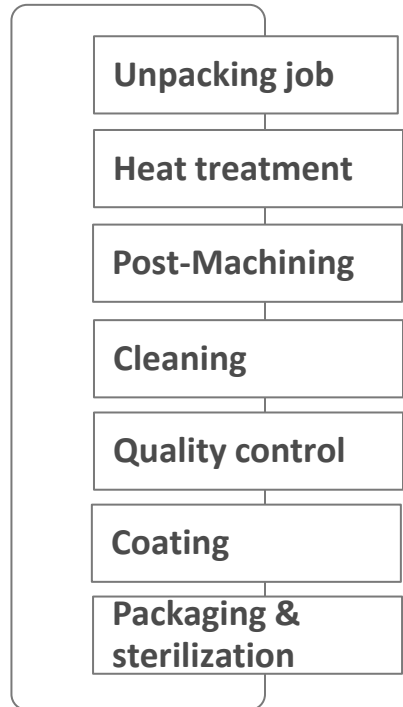 Unpacking job
Heat treatment
Post-Machining
Cleaning
Quality control
Coating
Packaging &
sterilization